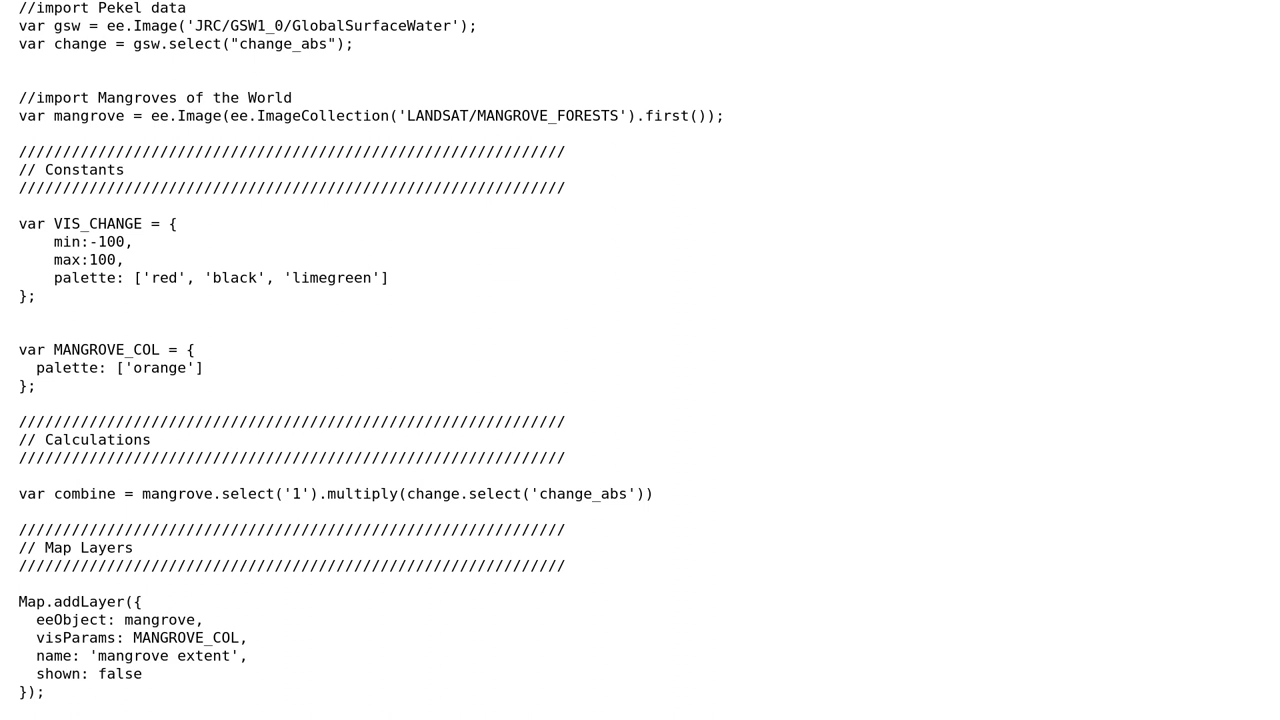 //import Pekel data
var gsw = ee.Image('JRC/GSW1_0/GlobalSurfaceWater');
var change = gsw.select("change_abs");
//import Mangroves of the World
var mangrove = ee.Image(ee.ImageCollection('LANDSAT/MANGROVE_FORESTS').first());
//////////////////////////////////////////////////////////////
// Constants
//////////////////////////////////////////////////////////////
var VIS_CHANGE = {
    min:-100,
    max:100,
    palette: ['red', 'black', 'limegreen']
};
var MANGROVE_COL = {
  palette: ['orange']
};
//////////////////////////////////////////////////////////////
// Calculations
//////////////////////////////////////////////////////////////
var combine = mangrove.select('1').multiply(change.select('change_abs'))
//////////////////////////////////////////////////////////////
// Map Layers
//////////////////////////////////////////////////////////////
Map.addLayer({
  eeObject: mangrove,
  visParams: MANGROVE_COL,
  name: 'mangrove extent',
  shown: false
});